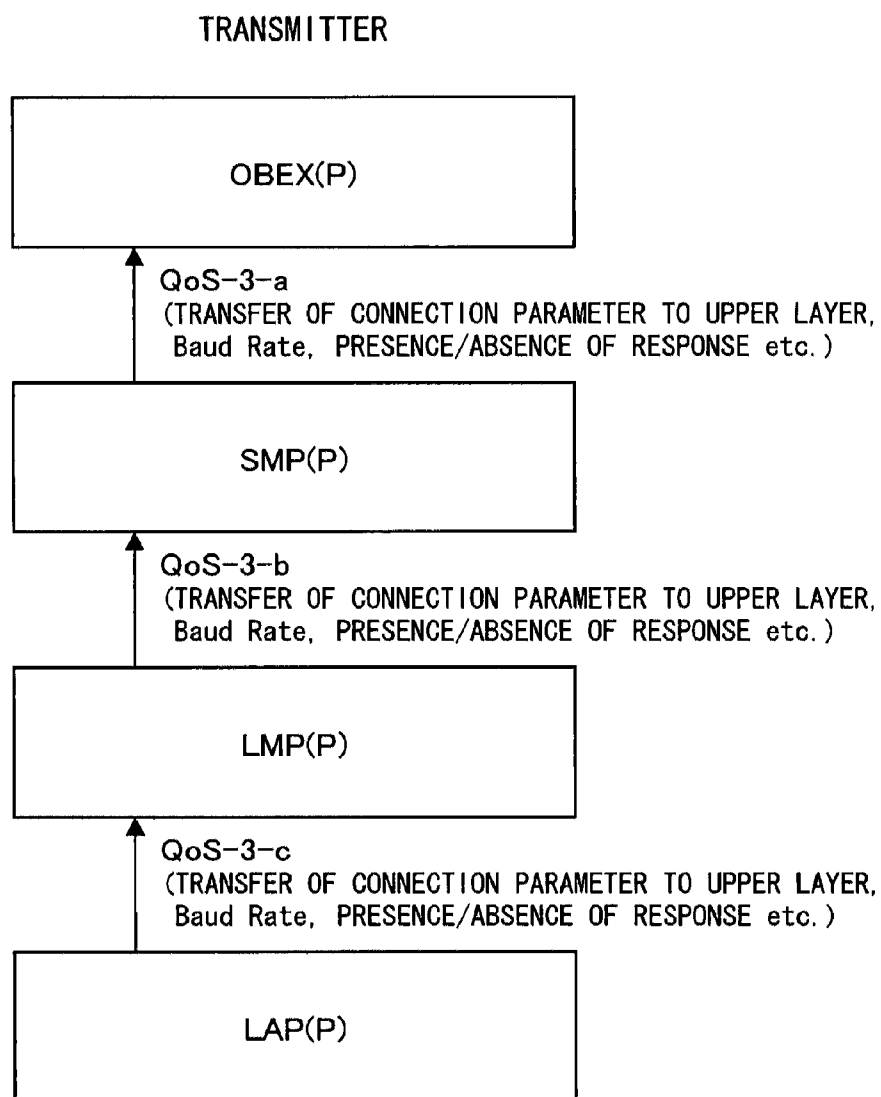 TRANSMITTER
OBEX(P)
QoS-3-a
(TRANSFER OF CONNECTION PARAMETER TO UPPER LAYER,
Baud Rate, PRESENCE/ABSENCE OF RESPONSE etc.)
SMP(P)
QoS-3-b
(TRANSFER OF CONNECTION PARAMETER TO UPPER LAYER,
Baud Rate, PRESENCE/ABSENCE OF RESPONSE etc.)
LMP(P)
QoS-3-c
(TRANSFER OF CONNECTION PARAMETER TO UPPER LAYER,
Baud Rate, PRESENCE/ABSENCE OF RESPONSE etc.)
LAP(P)